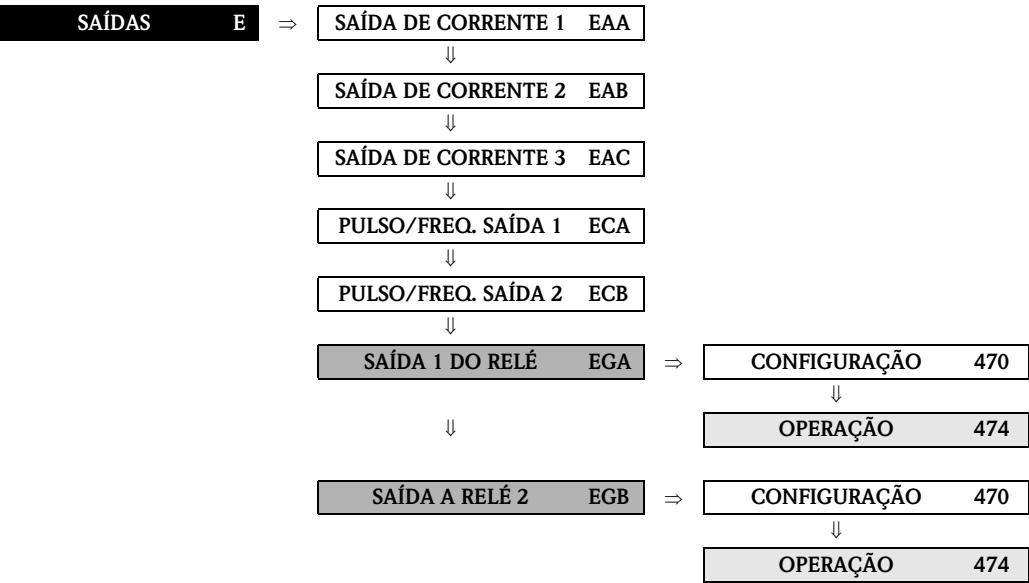 SAÍDAS E ⇒ SAÍDA DE CORRENTE 1 EAA
⇓
SAÍDA DE CORRENTE 2 EAB
⇓
SAÍDA DE CORRENTE 3 EAC
⇓
PULSO/FREQ. SAÍDA 1 ECA
⇓
PULSO/FREQ. SAÍDA 2 ECB
⇓
SAÍDA 1 DO RELÉ EGA ⇒ CONFIGURAÇÃO 470
⇓
⇓ OPERAÇÃO 474
SAÍDA A RELÉ 2 EGB ⇒ CONFIGURAÇÃO 470
⇓
OPERAÇÃO 474